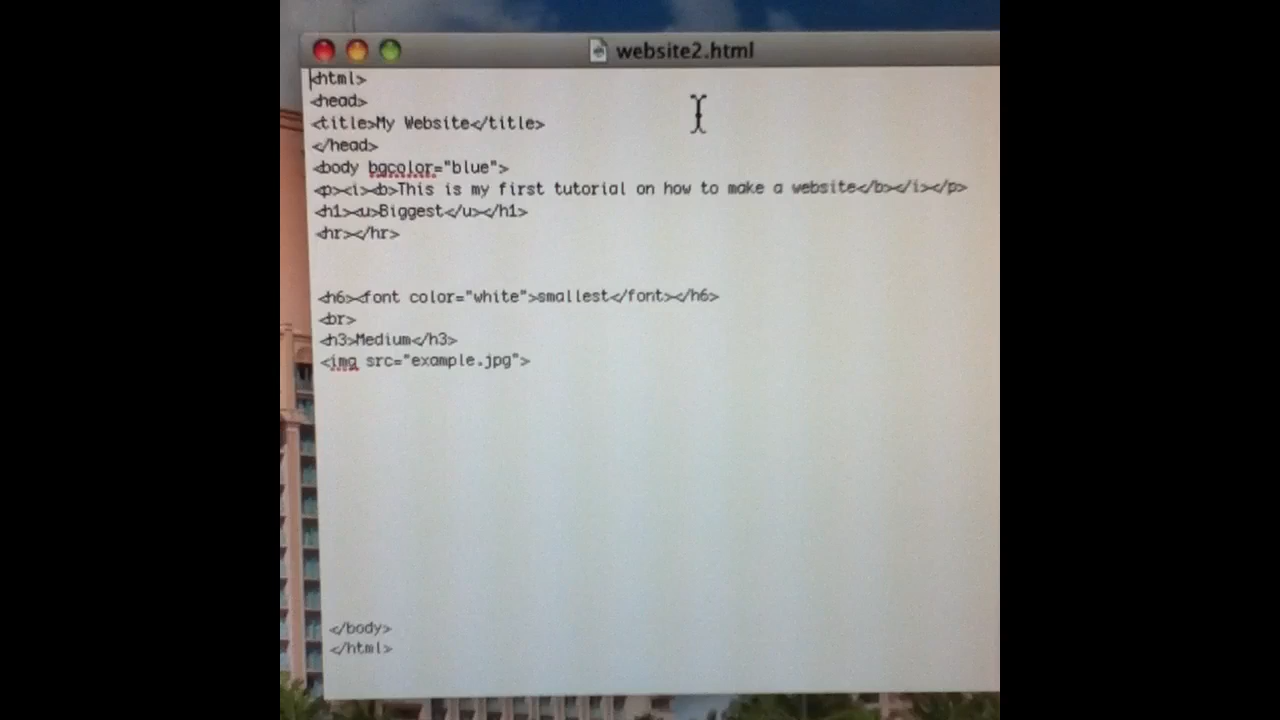 website2.html
<html>
<head>
<title>My Website</title>
</head>
<body bgcolor="blue">
<p><i><b>This is my first tutorial on how to make a website</b></i></p>
<h1><u>Biggest</u></h1>
<hr></hr>
<h6><font color="white">smallest</font></h6>
<br>
<h3>Medium</h3>
<img src="example.jpg">
</body>
</html>